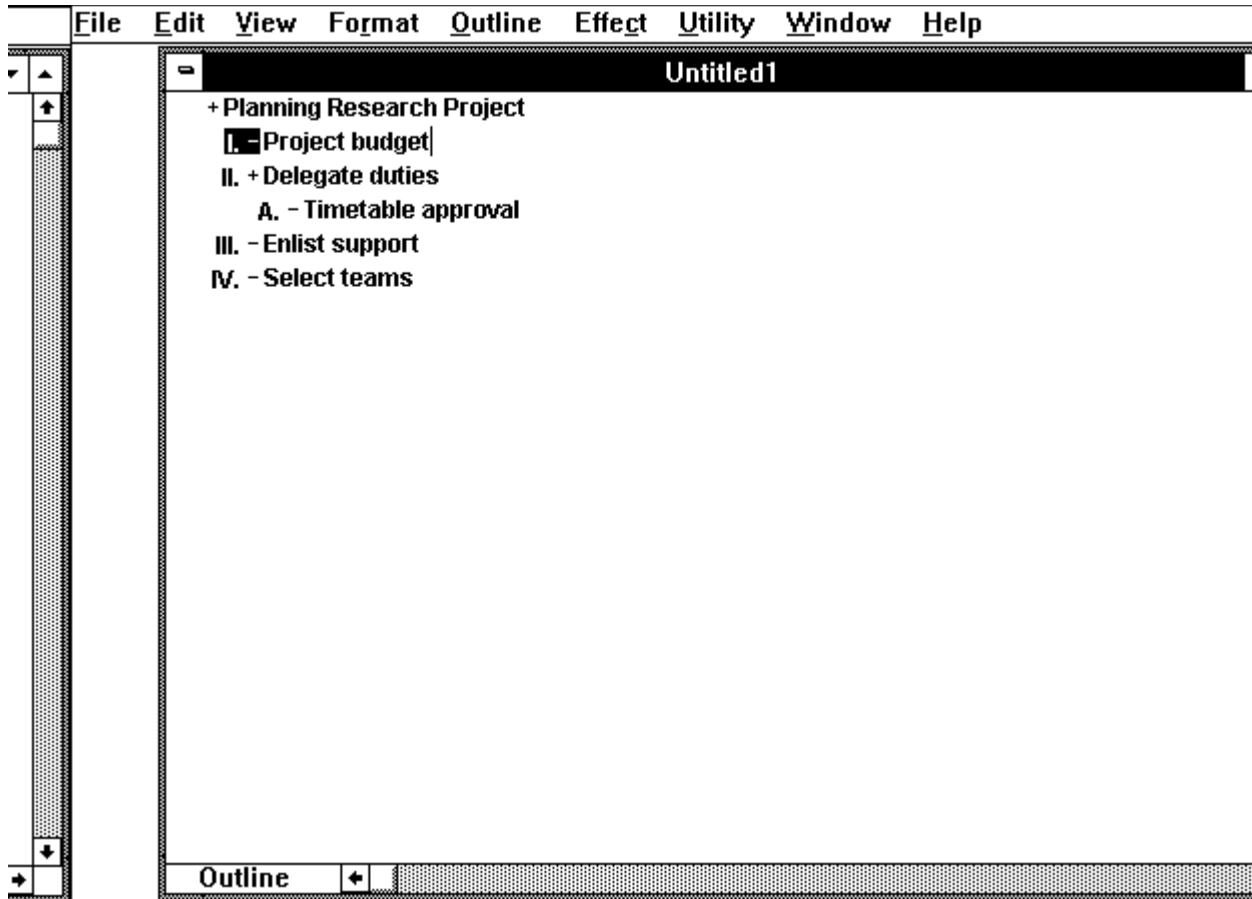 File Edit View Format Outline Effect Utility Window Help
Untitled1
+ Planning Research Project
I. - Project budget
II. + Delegate duties
A. - Timetable approval
III. - Enlist support
IV. - Select teams
Outline